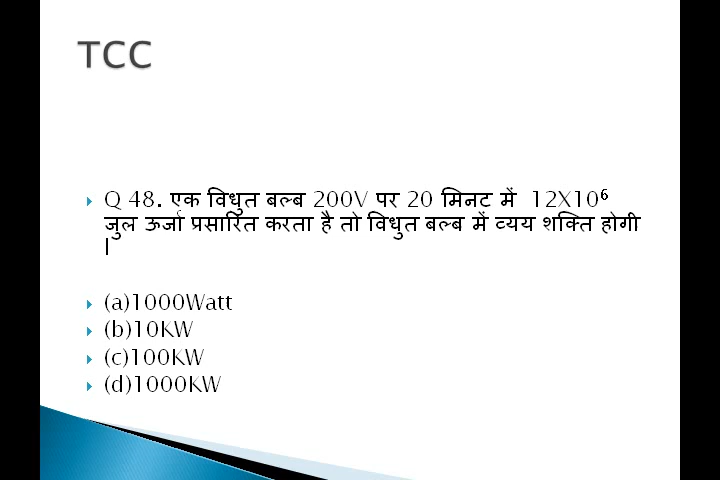 TCC
Q 48. एक विधुत बल्ब 200V पर 20 मिनट में 12X10⁶
जुल ऊर्जा प्रसारित करता है तो विधुत बल्ब में व्यय शक्ति होगी
l
(a)1000Watt
(b)10KW
(c)100KW
(d)1000KW